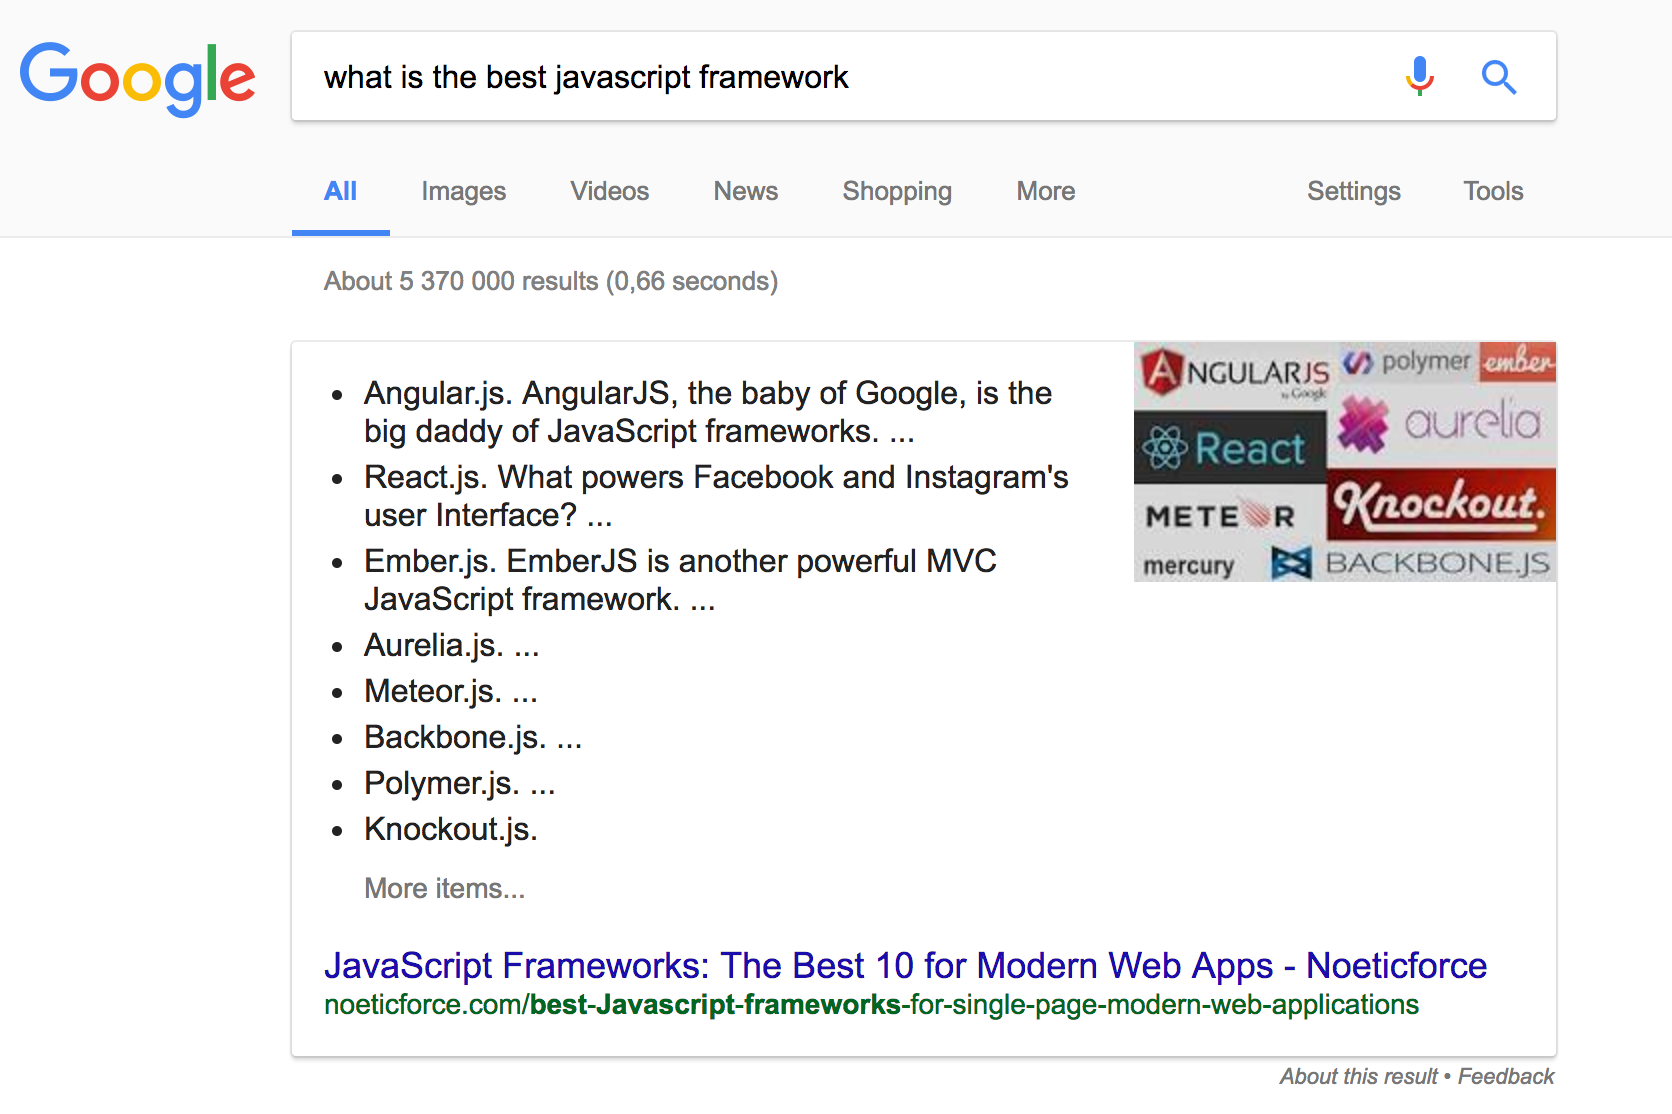 Google
what is the best javascript framework
All Images Videos News Shopping More Settings Tools
About 5 370 000 results (0,66 seconds)
• Angular.js. AngularJS, the baby of Google, is the
big daddy of JavaScript frameworks. ...
• React.js. What powers Facebook and Instagram's
user Interface? ...
• Ember.js. EmberJS is another powerful MVC
JavaScript framework. ...
• Aurelia.js. ...
• Meteor.js. ...
• Backbone.js. ...
• Polymer.js. ...
• Knockout.js.
More items...
ANGULARJS
by Google
polymer
ember
React
aurelia
METEOR
Knockout.
mercury
BACKBONE.JS
JavaScript Frameworks: The Best 10 for Modern Web Apps - Noeticforce
noeticforce.com/best-Javascript-frameworks-for-single-page-modern-web-applications
About this result • Feedback